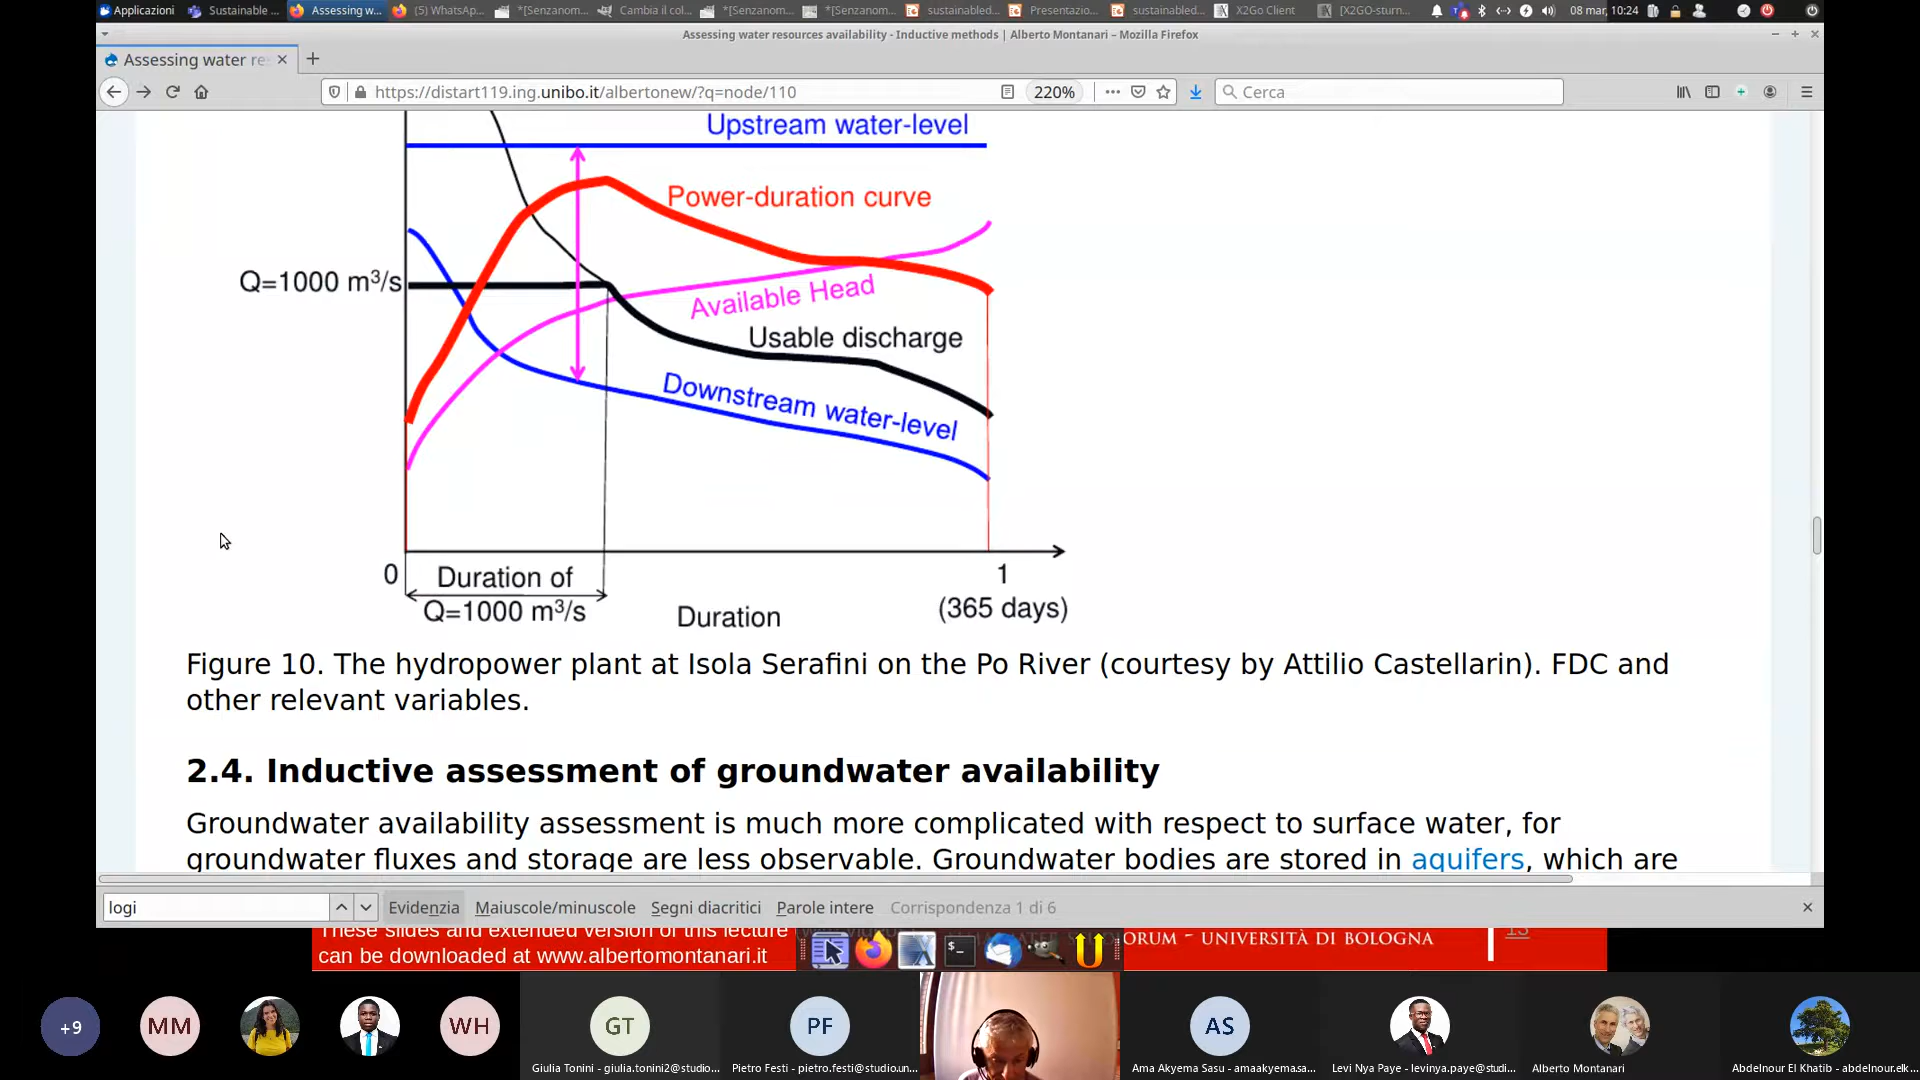 Applicazioni
Sustainable ...
Assessing w...
(5) WhatsAp...
*[Senzanom...
Cambia il col...
*[Senzanom...
*[Senzanom...
sustainabled...
Presentazio...
sustainabled...
X2Go Client
[X2GO-sturn...
08 mar, 10:24
Assessing water resources availability - Inductive methods | Alberto Montanari – Mozilla Firefox
Assessing water re
https://distart119.ing.unibo.it/albertonew/?q=node/110
220%
Cerca
Upstream water-level
Power-duration curve
Q=1000 m³/s
Available Head
Usable discharge
Downstream water-level
0
Duration of
Q=1000 m³/s
Duration
1
(365 days)
Figure 10. The hydropower plant at Isola Serafini on the Po River (courtesy by Attilio Castellarin). FDC and
other relevant variables.
2.4. Inductive assessment of groundwater availability
Groundwater availability assessment is much more complicated with respect to surface water, for
groundwater fluxes and storage are less observable. Groundwater bodies are stored in aquifers, which are
logi
Evidenzia
Maiuscole/minuscole
Segni diacritici
Parole intere
Corrispondenza 1 di 6
These slides and extended version of this lecture
can be downloaded at www.albertomontanari.it
ORUM - UNIVERSITÀ DI BOLOGNA
13
+9
MM
WH
GT
PF
AS
Giulia Tonini - giulia.tonini2@studio...
Pietro Festi - pietro.festi@studio.un...
Ama Akyema Sasu - amaakyema.sa...
Levi Nya Paye - levinya.paye@studi...
Alberto Montanari
Abdelnour El Khatib - abdelnour.elk...